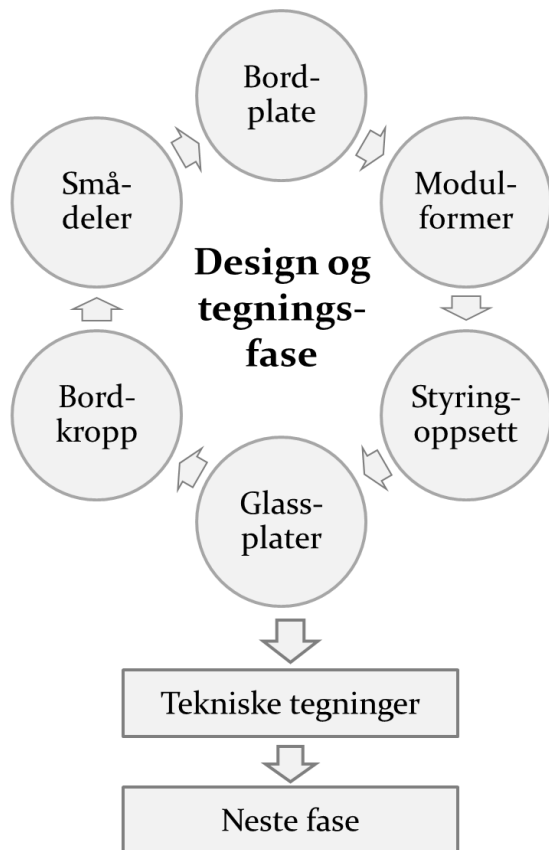 Bord-
plate
Modul-
former
Styring-
oppsett
Glass-
plater
Bord-
kropp
Små-
deler
Design og
tegnings-
fase
Tekniske tegninger
Neste fase